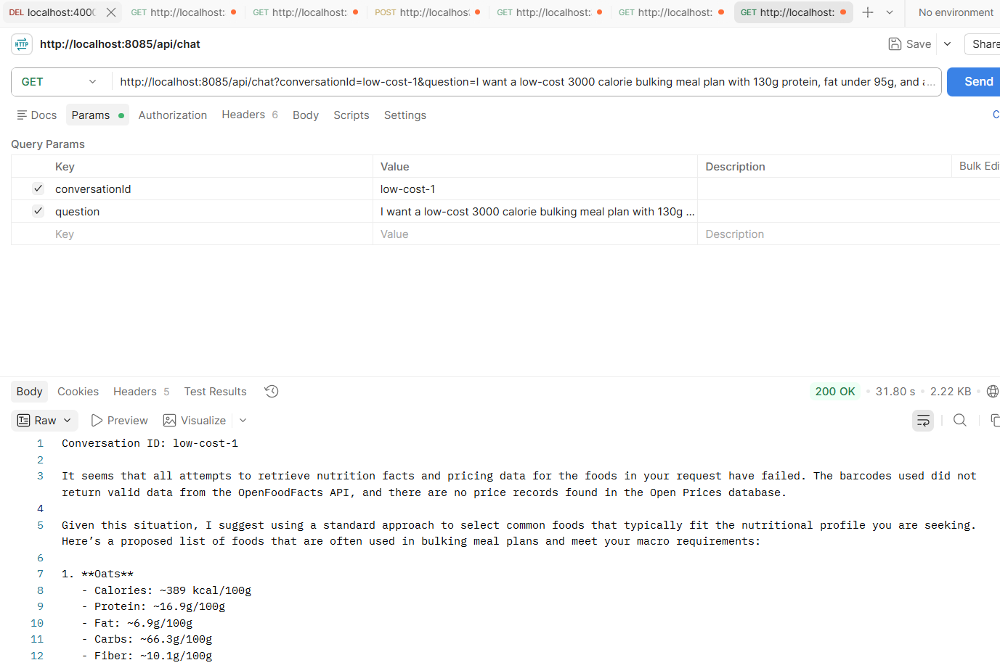 DEL localhost:400
GET http://localhost:
GET http://localhost:
POST http://localhos
GET http://localhost:
GET http://localhost:
GET http://localhost:
No environment
HTTP http://localhost:8085/api/chat
Save
Share
GET
http://localhost:8085/api/chat?conversationId=low-cost-1&question=I want a low-cost 3000 calorie bulking meal plan with 130g protein, fat under 95g, and a...
Send
Docs Params Authorization Headers 6 Body Scripts Settings
C
Query Params
Key Value Description Bulk Edi
conversationId low-cost-1
question I want a low-cost 3000 calorie bulking meal plan with 130g ...
Key Value Description
Body Cookies Headers 5 Test Results
200 OK 31.80 s 2.22 KB
Raw Preview Visualize
1 Conversation ID: low-cost-1
2
3 It seems that all attempts to retrieve nutrition facts and pricing data for the foods in your request have failed. The barcodes used did not
return valid data from the OpenFoodFacts API, and there are no price records found in the Open Prices database.
4
5 Given this situation, I suggest using a standard approach to select common foods that typically fit the nutritional profile you are seeking.
Here’s a proposed list of foods that are often used in bulking meal plans and meet your macro requirements:
6
7 1. **Oats**
8 - Calories: ~389 kcal/100g
9 - Protein: ~16.9g/100g
10 - Fat: ~6.9g/100g
11 - Carbs: ~66.3g/100g
12 - Fiber: ~10.1g/100g